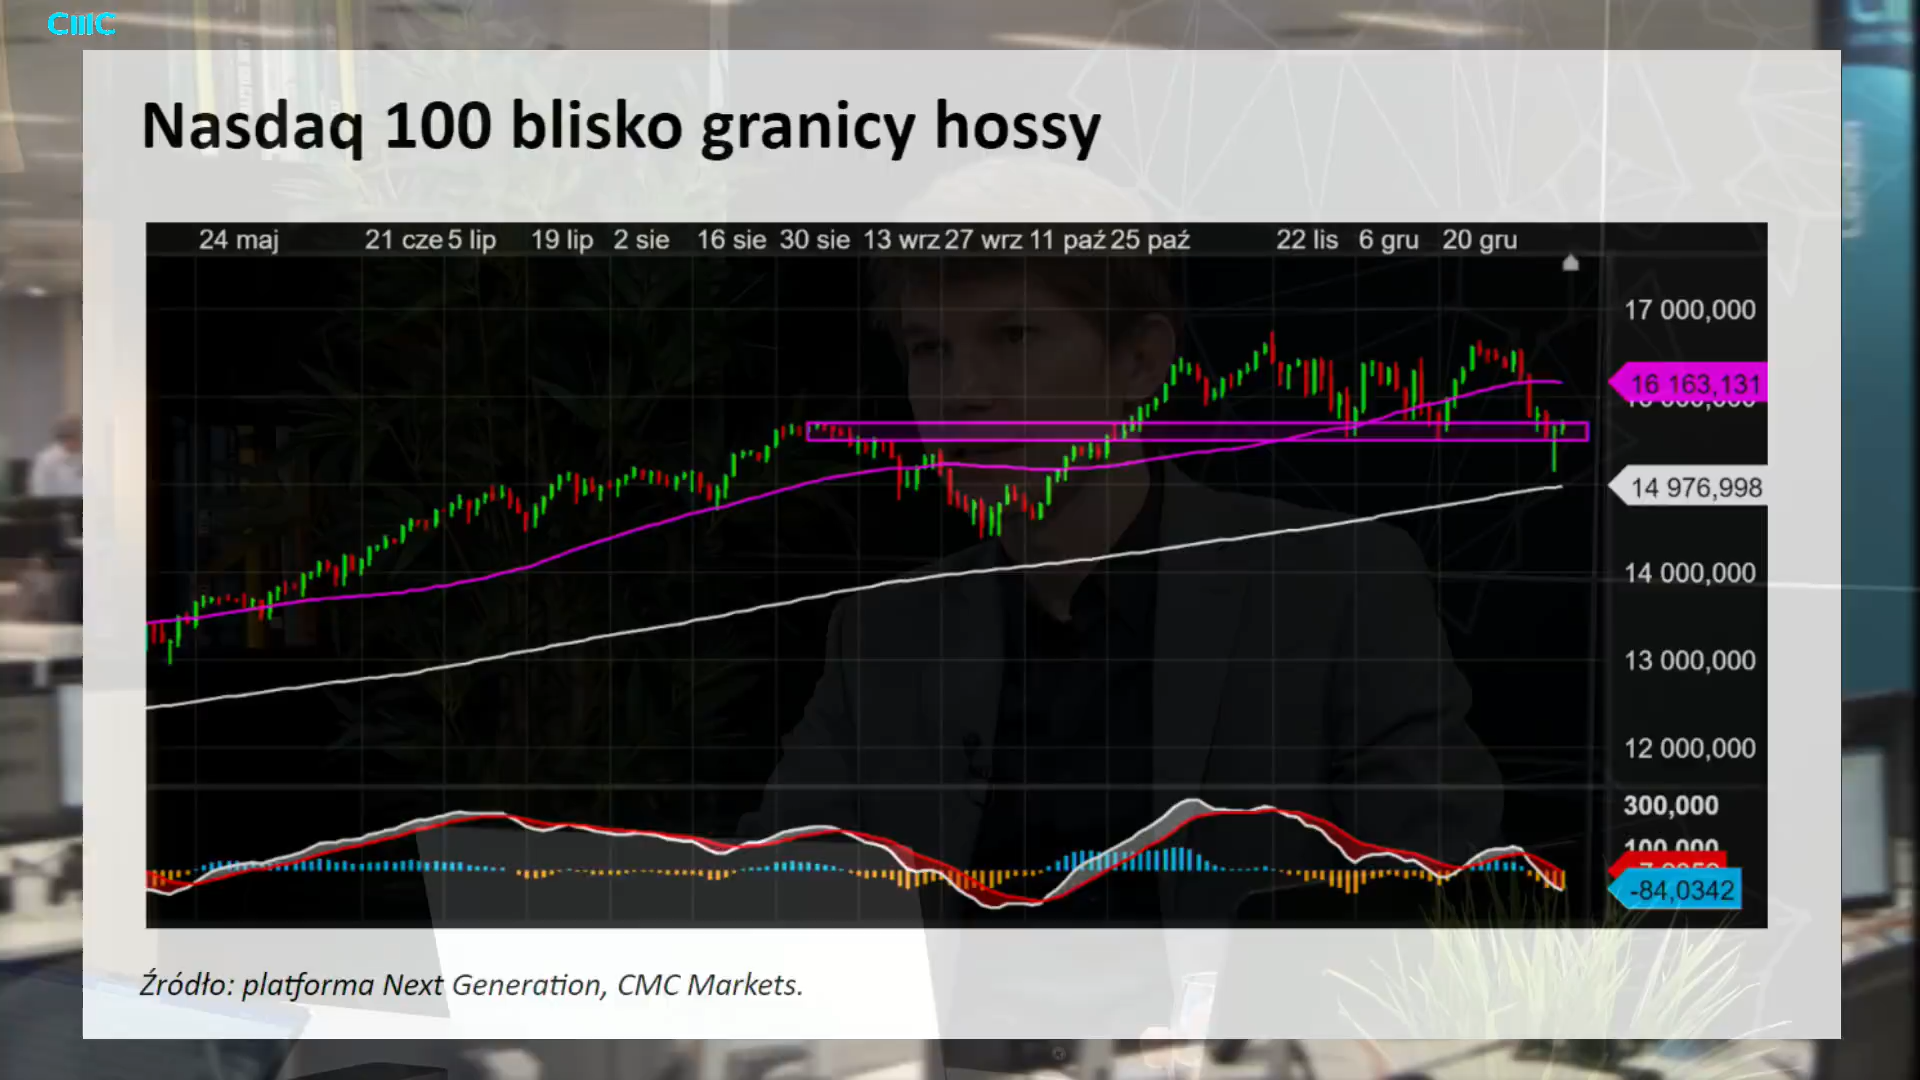 CMC
Nasdaq 100 blisko granicy hossy
24 maj 21 cze 5 lip 19 lip 2 sie 16 sie 30 sie 13 wrz 27 wrz 11 paź 25 paź 22 lis 6 gru 20 gru
17 000,000
16 163,131
14 976,998
14 000,000
13 000,000
12 000,000
300,000
100,000
-84,0342
Źródło: platforma Next Generation, CMC Markets.